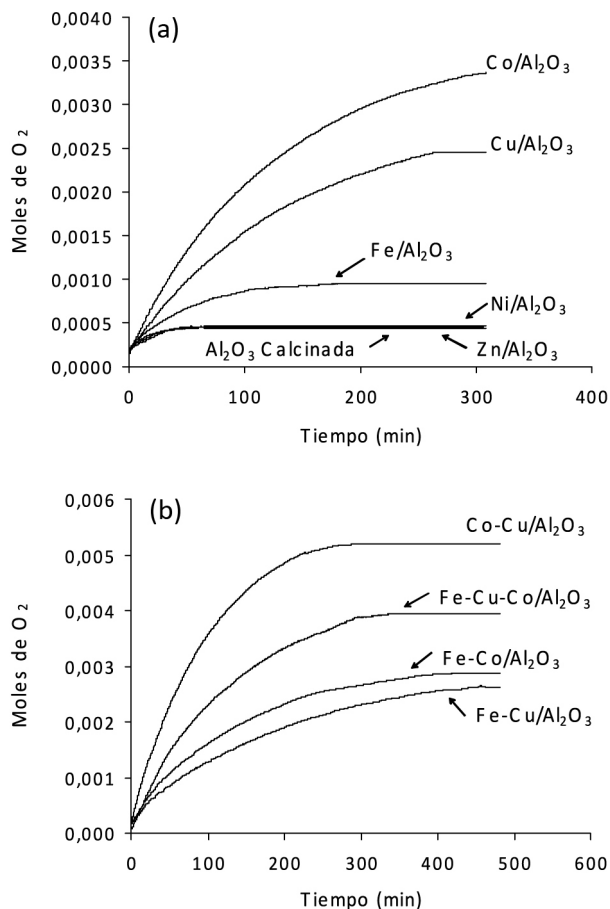 (a)
Moles de O₂
0,0040
0,0035
0,0030
0,0025
0,0020
0,0015
0,0010
0,0005
0,0000
Co/Al₂O₃
Cu/Al₂O₃
Fe/Al₂O₃
Ni/Al₂O₃
Al₂O₃ Calcinada
Zn/Al₂O₃
0 100 200 300 400
Tiempo (min)
(b)
Moles de O₂
0,006
0,005
0,004
0,003
0,002
0,001
0,000
Co-Cu/Al₂O₃
Fe-Cu-Co/Al₂O₃
Fe-Co/Al₂O₃
Fe-Cu/Al₂O₃
0 100 200 300 400 500 600
Tiempo (min)